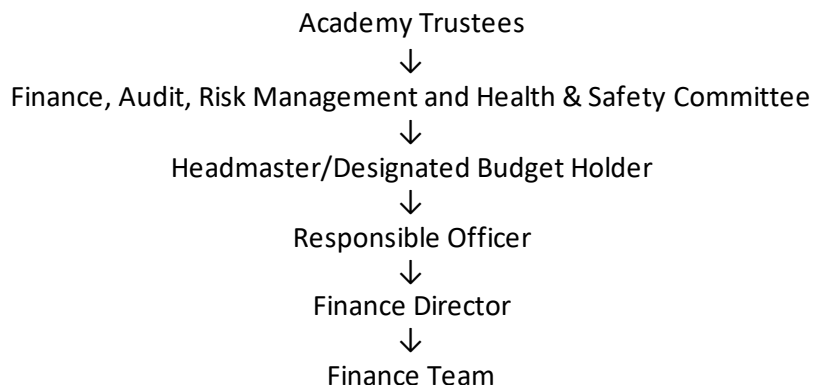 Academy Trustees
↓
Finance, Audit, Risk Management and Health & Safety Committee
↓
Headmaster/Designated Budget Holder
↓
Responsible Officer
↓
Finance Director
↓
Finance Team